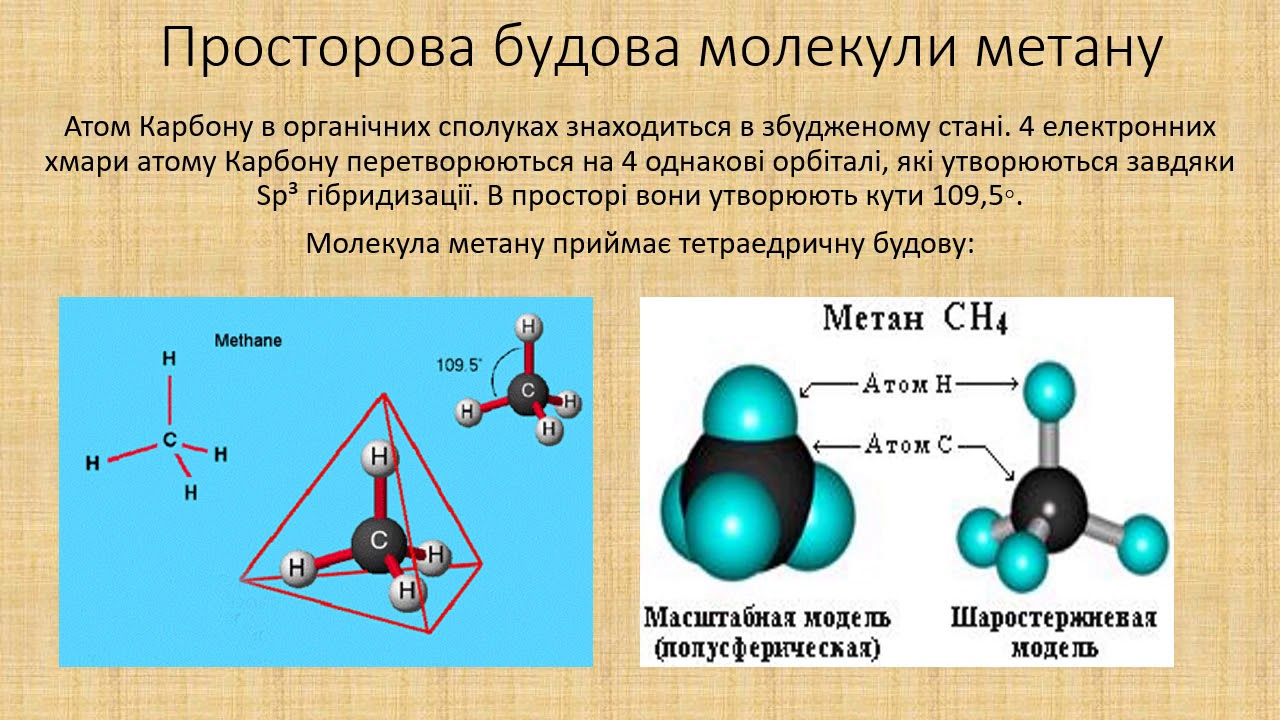 Просторова будова молекули метану
Атом Карбону в органічних сполуках знаходиться в збудженому стані. 4 електронних
хмари атому Карбону перетворюються на 4 однакові орбіталі, які утворюються завдяки
Sp³ гібридизації. В просторі вони утворюють кути 109,5◦.
Молекула метану приймає тетраедричну будову:
Methane
H
C
H
H
H
109.5°
H
C
H
H
H
H
C
H
H
H
Метан CH₄
Атом Н
Атом С
Масштабная модель
(полусферическая)
Шаростержневая
модель